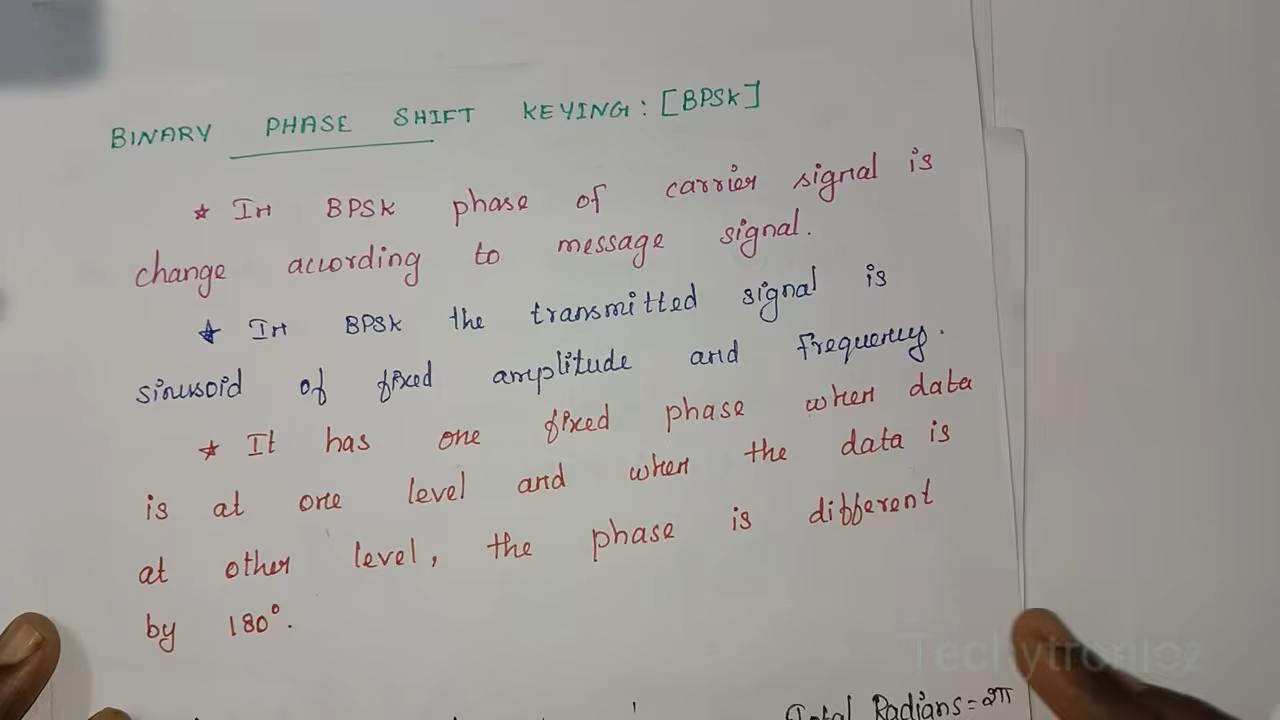 BINARY PHASE SHIFT KEYING: [BPSK]
★ In BPSK phase of carrier signal is
change according to message signal.
★ In BPSK the transmitted signal is
sinusoid of fixed amplitude and frequency.
★ It has one fixed phase when data
is at one level and when the data is
at other level, the phase is different
by 180°.
Techytronicz
Total Radians=2π